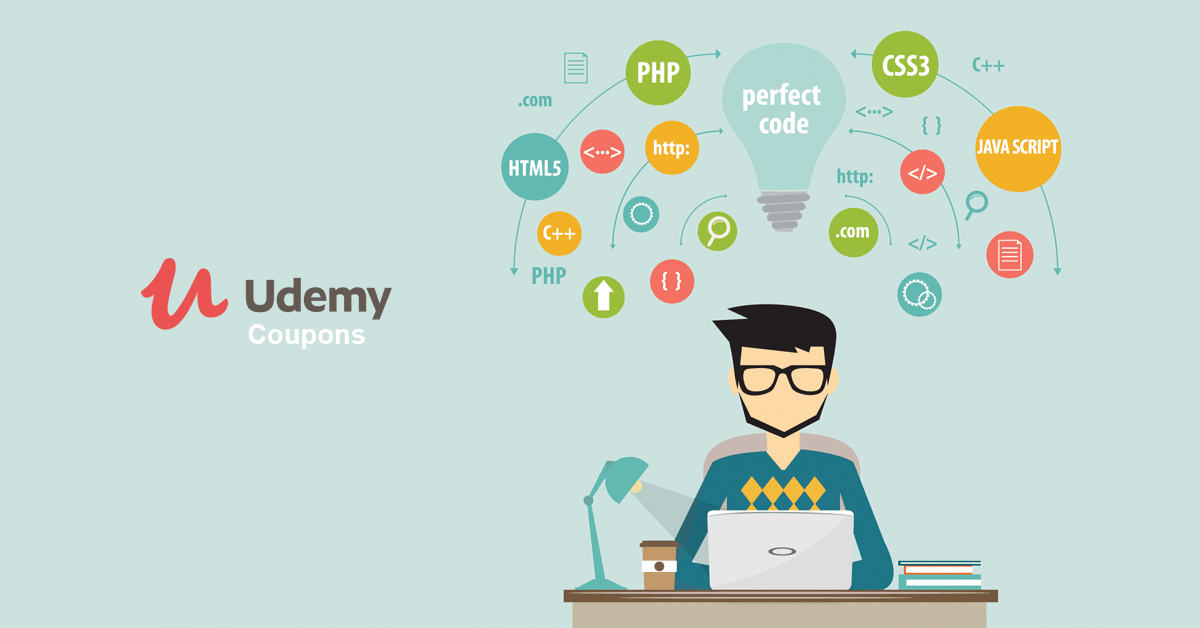 Udemy
Coupons
PHP
.com
HTML5
<···>
http:
C++
PHP
{ }
perfect
code
CSS3
C++
<···>
{ }
JAVA SCRIPT
http:
</>
.com
</>